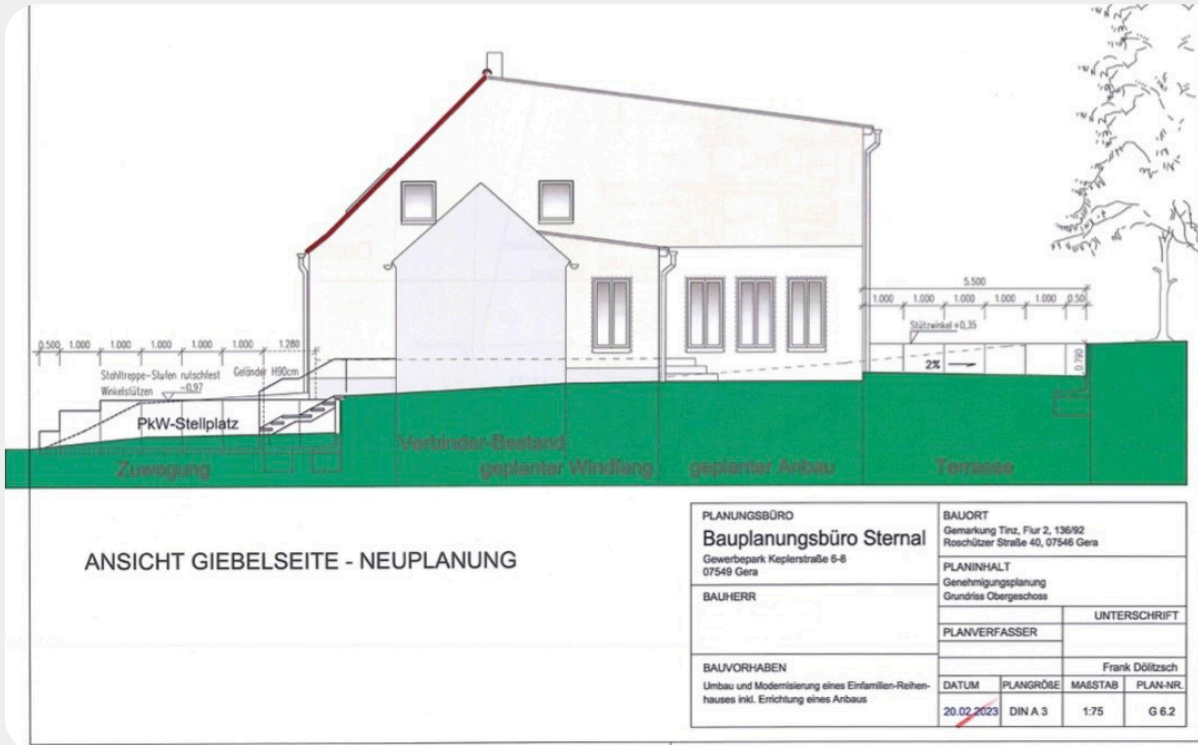 5.500
1.000 1.000 1.000 1.000 1.000 0.50
Stützwinkel +0,35
0.500 1.000 1.000 1.000 1.000 1.000 1.280
Stahltreppe-Stufen rutschfest
Geländer H90cm
Winkelstützen
-0,97
2%
0.790
PkW-Stellplatz
Zuwegung
Verbinder-Bestand
geplanter Windfang
geplanter Anbau
Terrasse
ANSICHT GIEBELSEITE - NEUPLANUNG
PLANUNGSBÜRO
Bauplanungsbüro Sternal
Gewerbepark Keplerstraße 6-8
07549 Gera
BAUHERR
BAUVORHABEN
Umbau und Modernisierung eines Einfamilien-Reihen-
hauses inkl. Errichtung eines Anbaus
BAUORT
Gemarkung Tinz, Flur 2, 136/92
Roschützer Straße 40, 07546 Gera
PLANINHALT
Genehmigungsplanung
Grundriss Obergeschoss
UNTERSCHRIFT
PLANVERFASSER
Frank Dölitzsch
DATUM PLANGRÖßE MAßSTAB PLAN-NR.
20.02.2023 DIN A 3 1:75 G 6.2